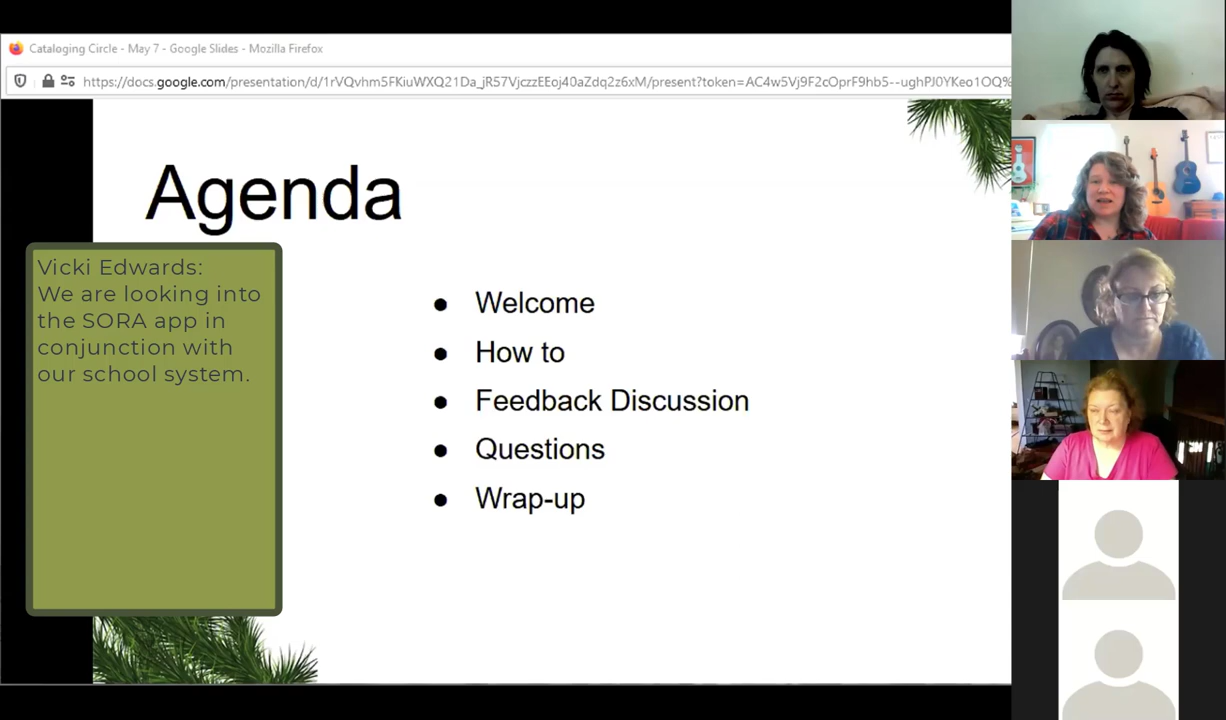 Cataloging Circle - May 7 - Google Slides - Mozilla Firefox
https://docs.google.com/presentation/d/1rVQvhm5FKiuWXQ21Da_jR57VjczzEEoj40aZdq2z6xM/present?token=AC4w5Vj9F2cOprF9hb5--ughPJ0YKeo1OQ%
Agenda
Vicki Edwards:
We are looking into
the SORA app in
conjunction with
our school system.
● Welcome
● How to
● Feedback Discussion
● Questions
● Wrap-up